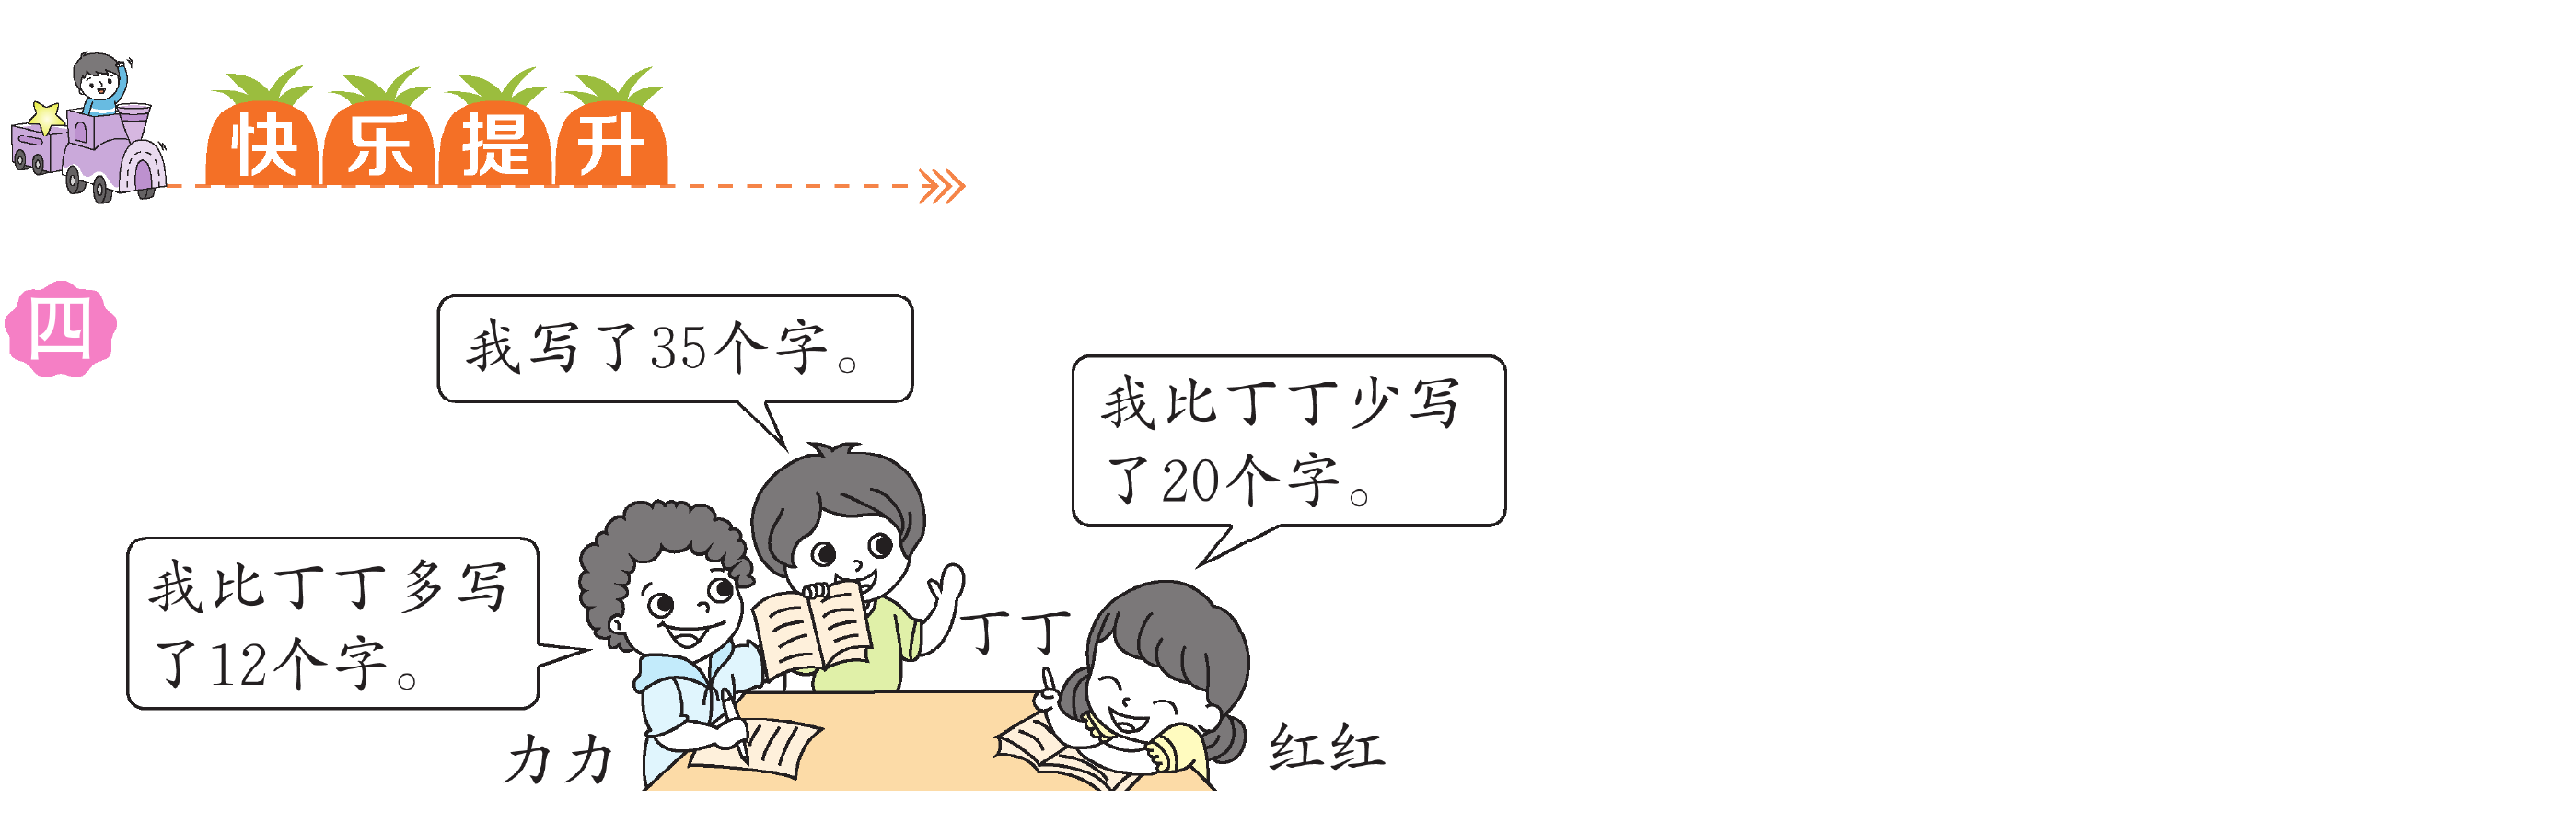 快乐提升
四
我写了35个字。
我比丁丁少写
了20个字。
我比丁丁多写
了12个字。
丁丁
力力
红红